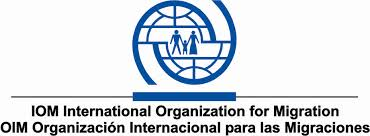 IOM International Organization for Migration
OIM Organización Internacional para las Migraciones